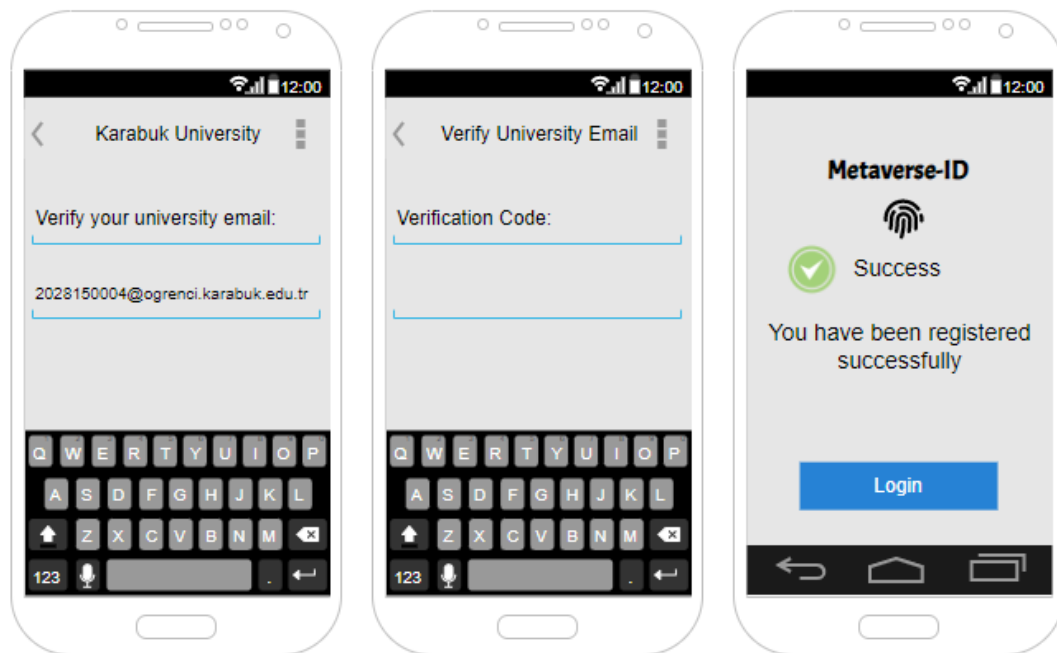 12:00
Karabuk University
Verify your university email:
2028150004@ogrenci.karabuk.edu.tr
Q W E R T Y U I O P
A S D F G H J K L
Z X C V B N M
123 .
12:00
Verify University Email
Verification Code:
Q W E R T Y U I O P
A S D F G H J K L
Z X C V B N M
123 .
12:00
Metaverse-ID
Success
You have been registered
successfully
Login